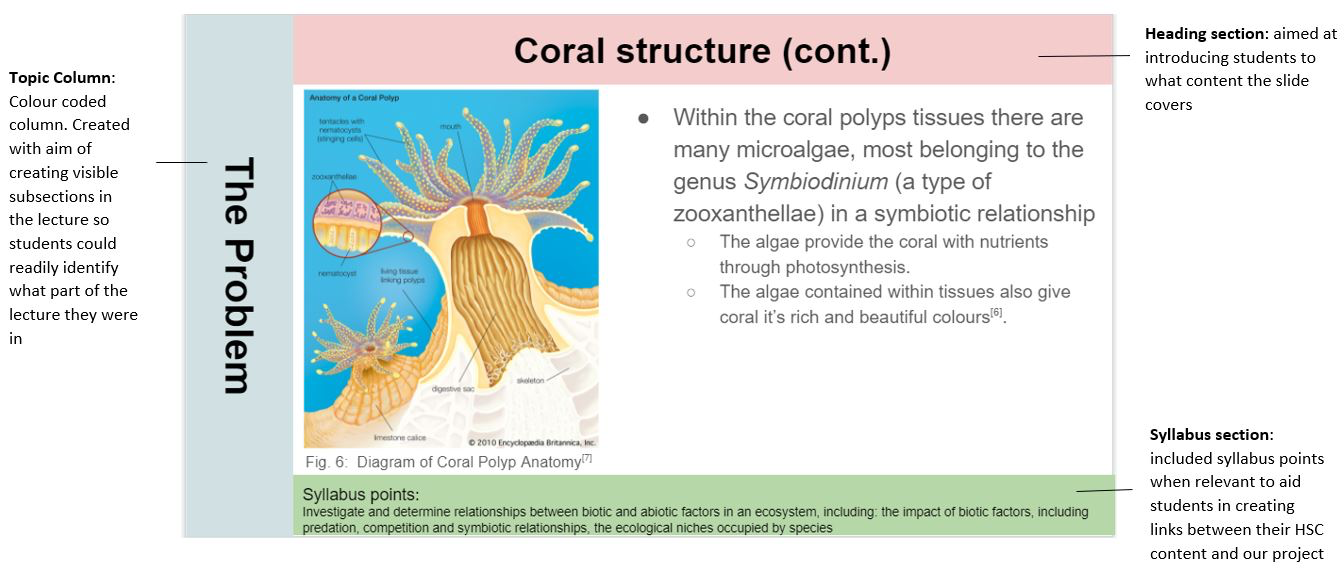 Topic Column:
Colour coded
column. Created
with aim of
creating visible
subsections in
the lecture so
students could
readily identify
what part of the
lecture they were
in
The Problem
Coral structure (cont.)
Anatomy of a Coral Polyp
tentacles with
nematocysts
(stinging cells)
mouth
zooxanthellae
nematocyst
living tissue
linking polyps
digestive sac
skeleton
limestone calice
© 2010 Encyclopædia Britannica, Inc.
Fig. 6: Diagram of Coral Polyp Anatomy[7]
● Within the coral polyps tissues there are
many microalgae, most belonging to the
genus Symbiodinium (a type of
zooxanthellae) in a symbiotic relationship
○ The algae provide the coral with nutrients
through photosynthesis.
○ The algae contained within tissues also give
coral it's rich and beautiful colours[6].
Syllabus points:
Investigate and determine relationships between biotic and abiotic factors in an ecosystem, including: the impact of biotic factors, including
predation, competition and symbiotic relationships, the ecological niches occupied by species
Heading section: aimed at
introducing students to
what content the slide
covers
Syllabus section:
included syllabus points
when relevant to aid
students in creating
links between their HSC
content and our project